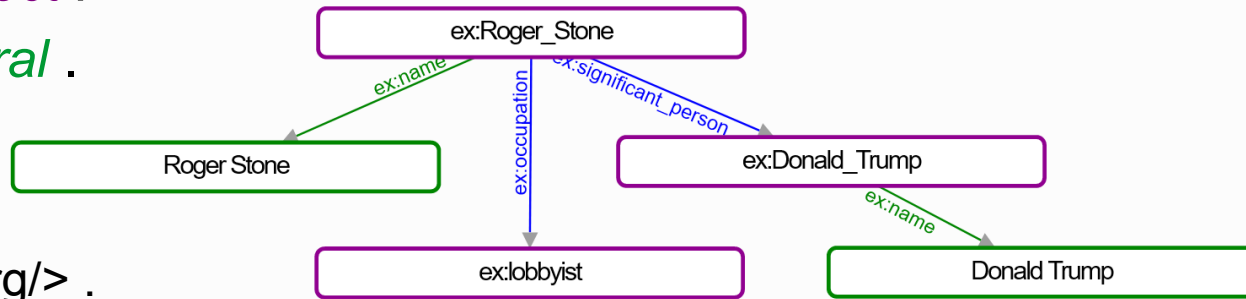 ex:Roger_Stone
ral .
ex:name
ex:occupation
ex:significant_person
Roger Stone
ex:Donald_Trump
ex:name
ex:lobbyist
Donald Trump
rg/> .